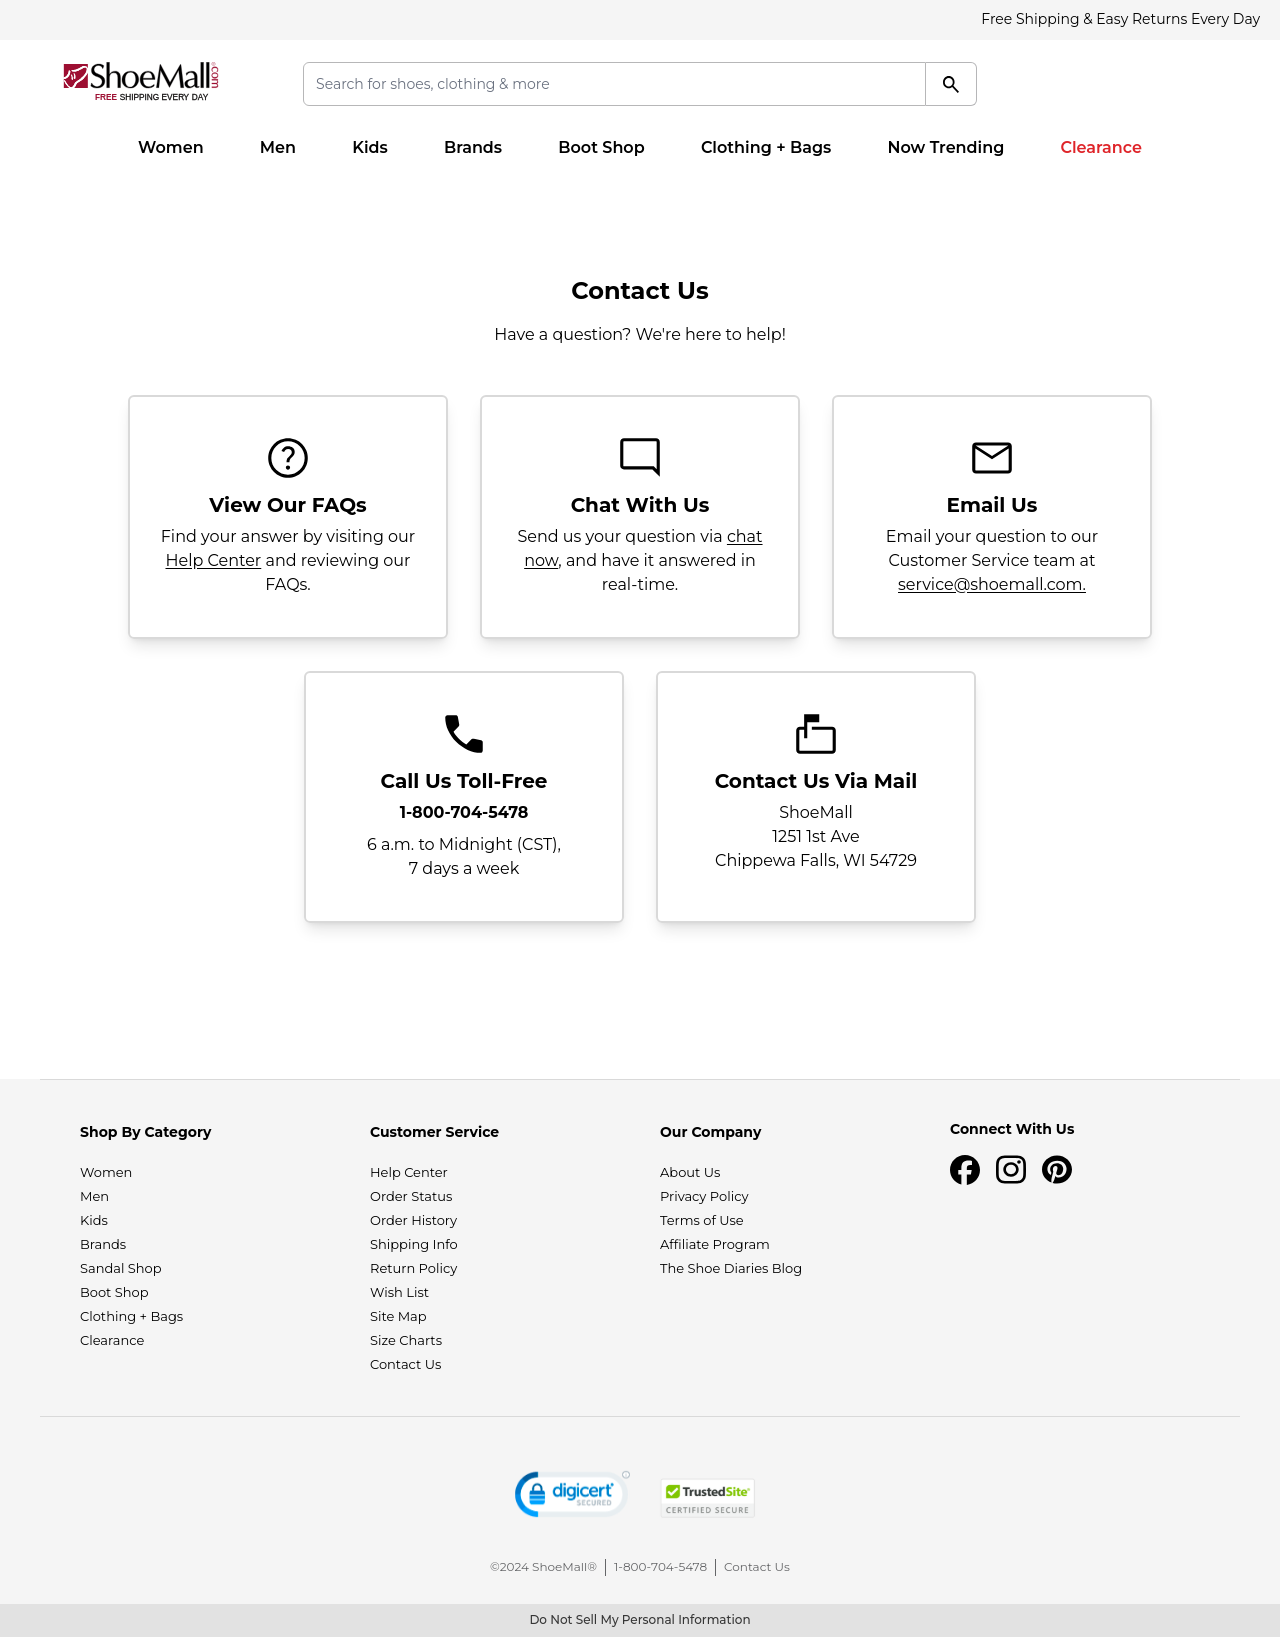 Free Shipping & Easy Returns Every Day
ShoeMall®.com
FREE SHIPPING EVERY DAY
Search for shoes, clothing & more
Women Men Kids Brands Boot Shop Clothing + Bags Now Trending Clearance
Contact Us
Have a question? We're here to help!
View Our FAQs
Find your answer by visiting our
Help Center and reviewing our
FAQs.
Chat With Us
Send us your question via chat
now, and have it answered in
real-time.
Email Us
Email your question to our
Customer Service team at
service@shoemall.com.
Call Us Toll-Free
1-800-704-5478
6 a.m. to Midnight (CST),
7 days a week
Contact Us Via Mail
ShoeMall
1251 1st Ave
Chippewa Falls, WI 54729
Shop By Category
Women
Men
Kids
Brands
Sandal Shop
Boot Shop
Clothing + Bags
Clearance
Customer Service
Help Center
Order Status
Order History
Shipping Info
Return Policy
Wish List
Site Map
Size Charts
Contact Us
Our Company
About Us
Privacy Policy
Terms of Use
Affiliate Program
The Shoe Diaries Blog
Connect With Us
digicert
SECURED
TrustedSite
CERTIFIED SECURE
©2024 ShoeMall® | 1-800-704-5478 | Contact Us
Do Not Sell My Personal Information